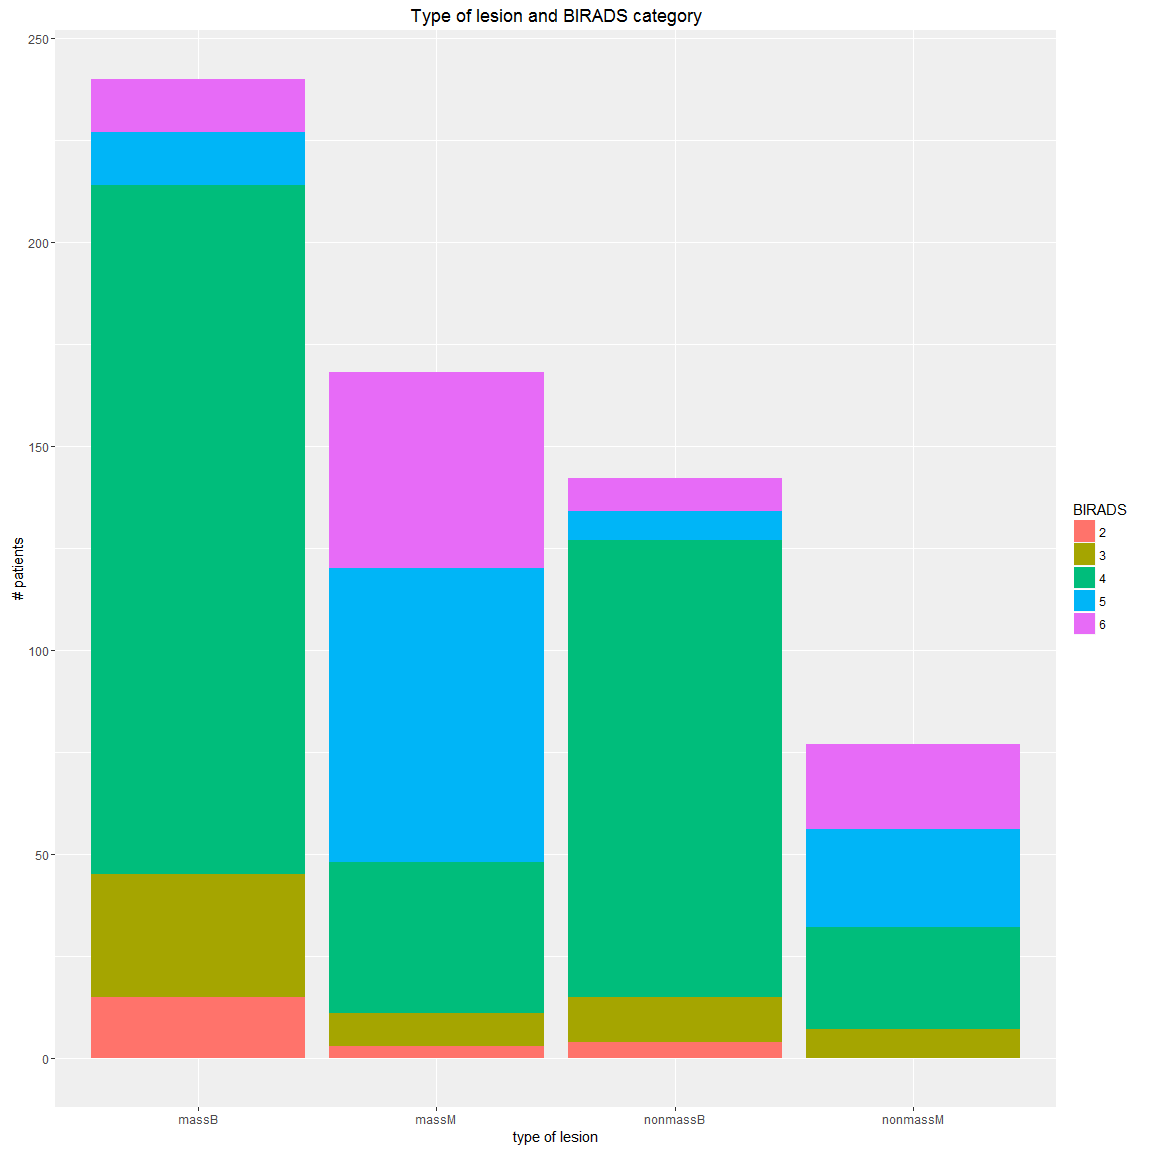 Type of lesion and BIRADS category
250
200
150
100
50
0
# patients
massB
massM
nonmassB
nonmassM
type of lesion
BIRADS
2
3
4
5
6